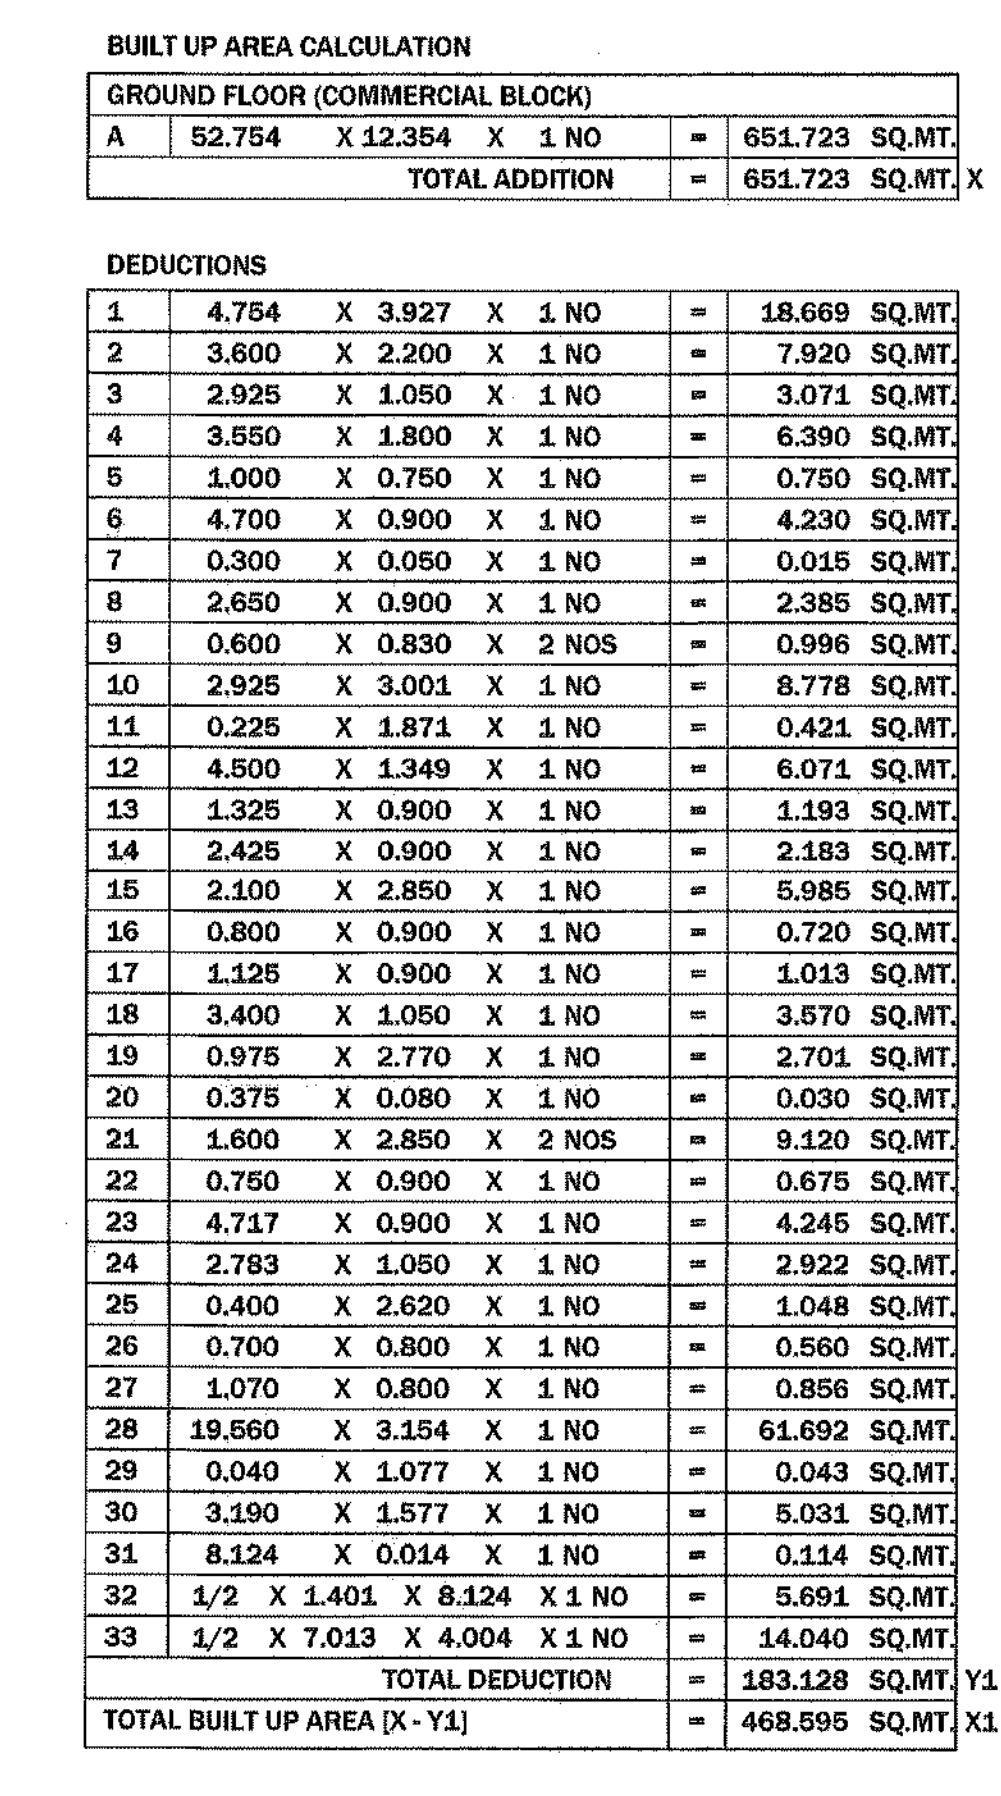 BUILT UP AREA CALCULATION
GROUND FLOOR (COMMERCIAL BLOCK)
A 52.754 X 12.354 X 1 NO = 651.723 SQ.MT.
TOTAL ADDITION = 651.723 SQ.MT. X
DEDUCTIONS
1 4.754 X 3.927 X 1 NO = 18.669 SQ.MT.
2 3.600 X 2.200 X 1 NO = 7.920 SQ.MT.
3 2.925 X 1.050 X 1 NO = 3.071 SQ.MT.
4 3.550 X 1.800 X 1 NO = 6.390 SQ.MT.
5 1.000 X 0.750 X 1 NO = 0.750 SQ.MT.
6 4.700 X 0.900 X 1 NO = 4.230 SQ.MT.
7 0.300 X 0.050 X 1 NO = 0.015 SQ.MT.
8 2.650 X 0.900 X 1 NO = 2.385 SQ.MT.
9 0.600 X 0.830 X 2 NOS = 0.996 SQ.MT.
10 2.925 X 3.001 X 1 NO = 8.778 SQ.MT.
11 0.225 X 1.871 X 1 NO = 0.421 SQ.MT.
12 4.500 X 1.349 X 1 NO = 6.071 SQ.MT.
13 1.325 X 0.900 X 1 NO = 1.193 SQ.MT.
14 2.425 X 0.900 X 1 NO = 2.183 SQ.MT.
15 2.100 X 2.850 X 1 NO = 5.985 SQ.MT.
16 0.800 X 0.900 X 1 NO = 0.720 SQ.MT.
17 1.125 X 0.900 X 1 NO = 1.013 SQ.MT.
18 3.400 X 1.050 X 1 NO = 3.570 SQ.MT.
19 0.975 X 2.770 X 1 NO = 2.701 SQ.MT.
20 0.375 X 0.080 X 1 NO = 0.030 SQ.MT.
21 1.600 X 2.850 X 2 NOS = 9.120 SQ.MT.
22 0.750 X 0.900 X 1 NO = 0.675 SQ.MT.
23 4.717 X 0.900 X 1 NO = 4.245 SQ.MT.
24 2.783 X 1.050 X 1 NO = 2.922 SQ.MT.
25 0.400 X 2.620 X 1 NO = 1.048 SQ.MT.
26 0.700 X 0.800 X 1 NO = 0.560 SQ.MT.
27 1.070 X 0.800 X 1 NO = 0.856 SQ.MT.
28 19.560 X 3.154 X 1 NO = 61.692 SQ.MT.
29 0.040 X 1.077 X 1 NO = 0.043 SQ.MT.
30 3.190 X 1.577 X 1 NO = 5.031 SQ.MT.
31 8.124 X 0.014 X 1 NO = 0.114 SQ.MT.
32 1/2 X 1.401 X 8.124 X 1 NO = 5.691 SQ.MT.
33 1/2 X 7.013 X 4.004 X 1 NO = 14.040 SQ.MT.
TOTAL DEDUCTION = 183.128 SQ.MT. Y1
TOTAL BUILT UP AREA [X - Y1] = 468.595 SQ.MT. X1